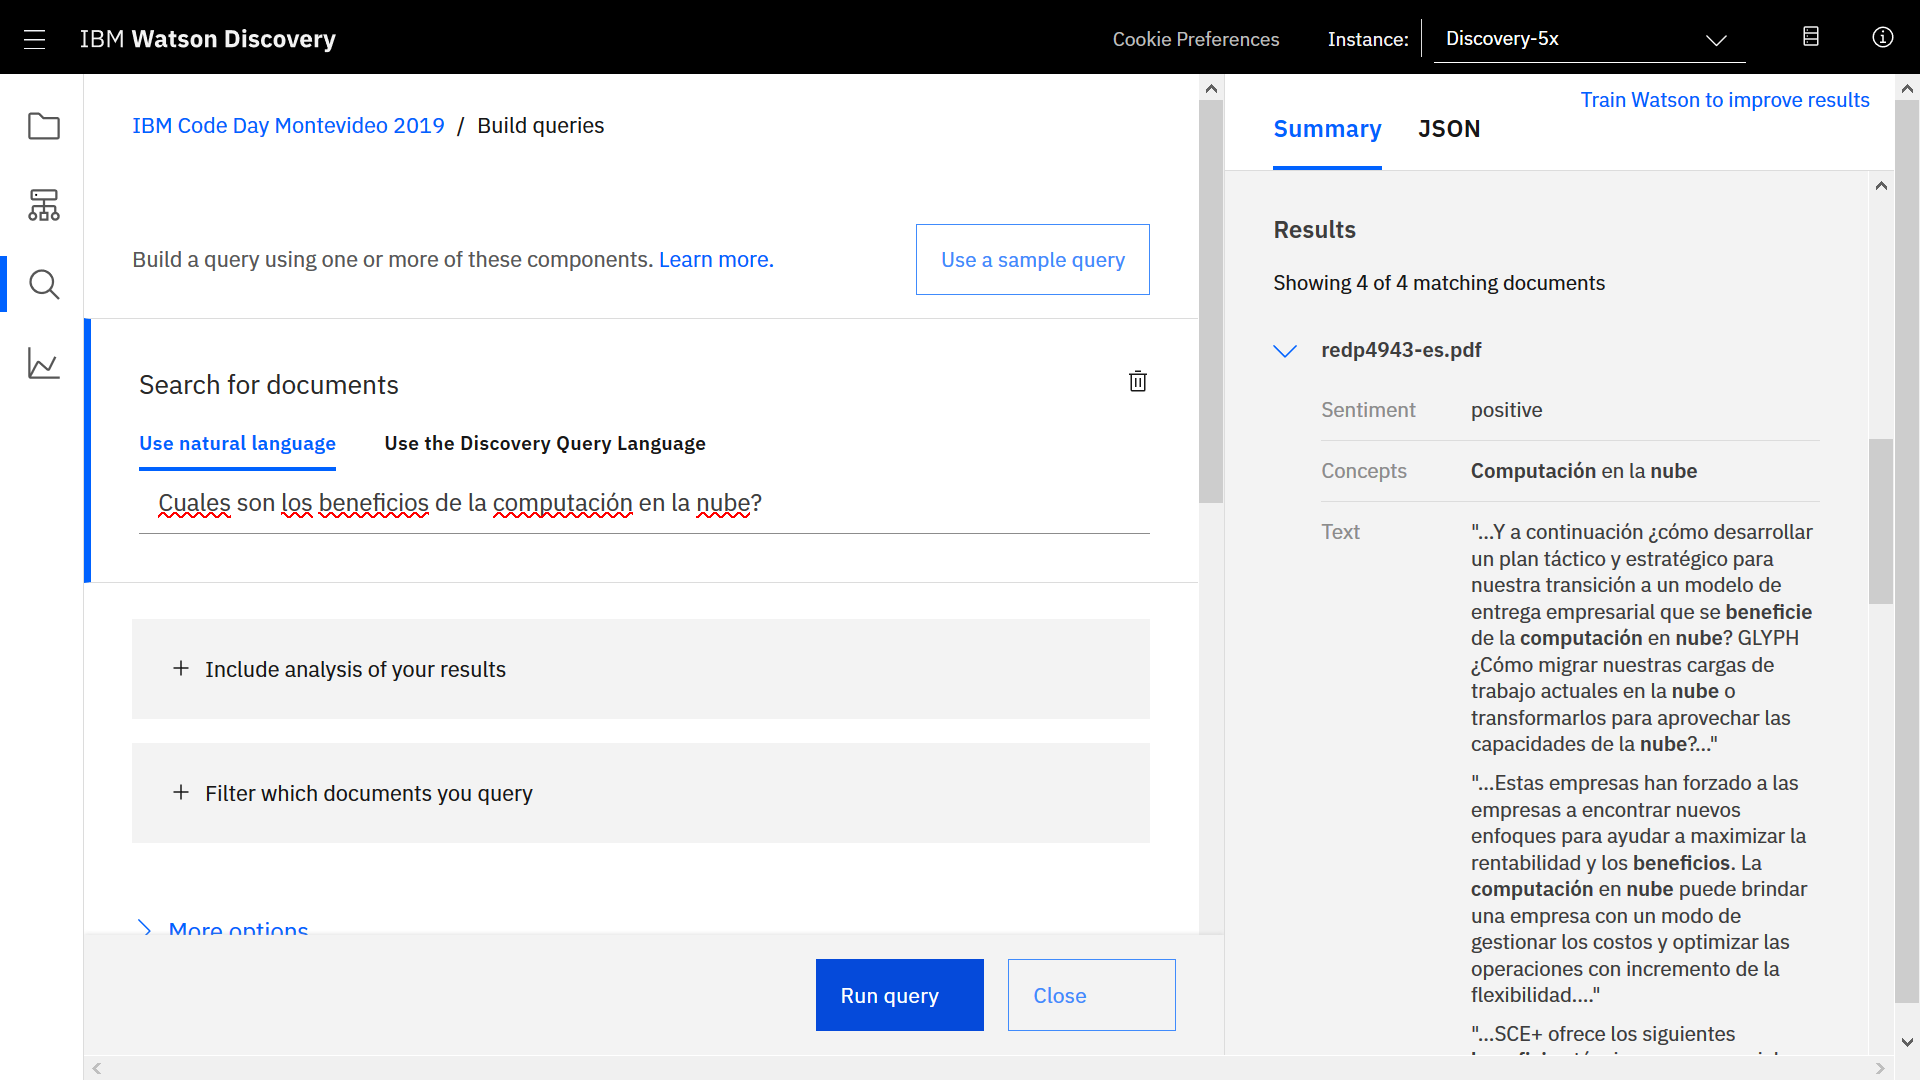 IBM Watson Discovery
Cookie Preferences
Instance:
Discovery-5x
IBM Code Day Montevideo 2019 / Build queries
Build a query using one or more of these components. Learn more.
Use a sample query
Search for documents
Use natural language
Use the Discovery Query Language
Cuales son los beneficios de la computación en la nube?
+ Include analysis of your results
+ Filter which documents you query
More options
Run query
Close
Train Watson to improve results
Summary
JSON
Results
Showing 4 of 4 matching documents
redp4943-es.pdf
Sentiment
positive
Concepts
Computación en la nube
Text
"...Y a continuación ¿cómo desarrollar
un plan táctico y estratégico para
nuestra transición a un modelo de
entrega empresarial que se beneficie
de la computación en nube? GLYPH
¿Cómo migrar nuestras cargas de
trabajo actuales en la nube o
transformarlos para aprovechar las
capacidades de la nube?..."
"...Estas empresas han forzado a las
empresas a encontrar nuevos
enfoques para ayudar a maximizar la
rentabilidad y los beneficios. La
computación en nube puede brindar
una empresa con un modo de
gestionar los costos y optimizar las
operaciones con incremento de la
flexibilidad...."
"...SCE+ ofrece los siguientes